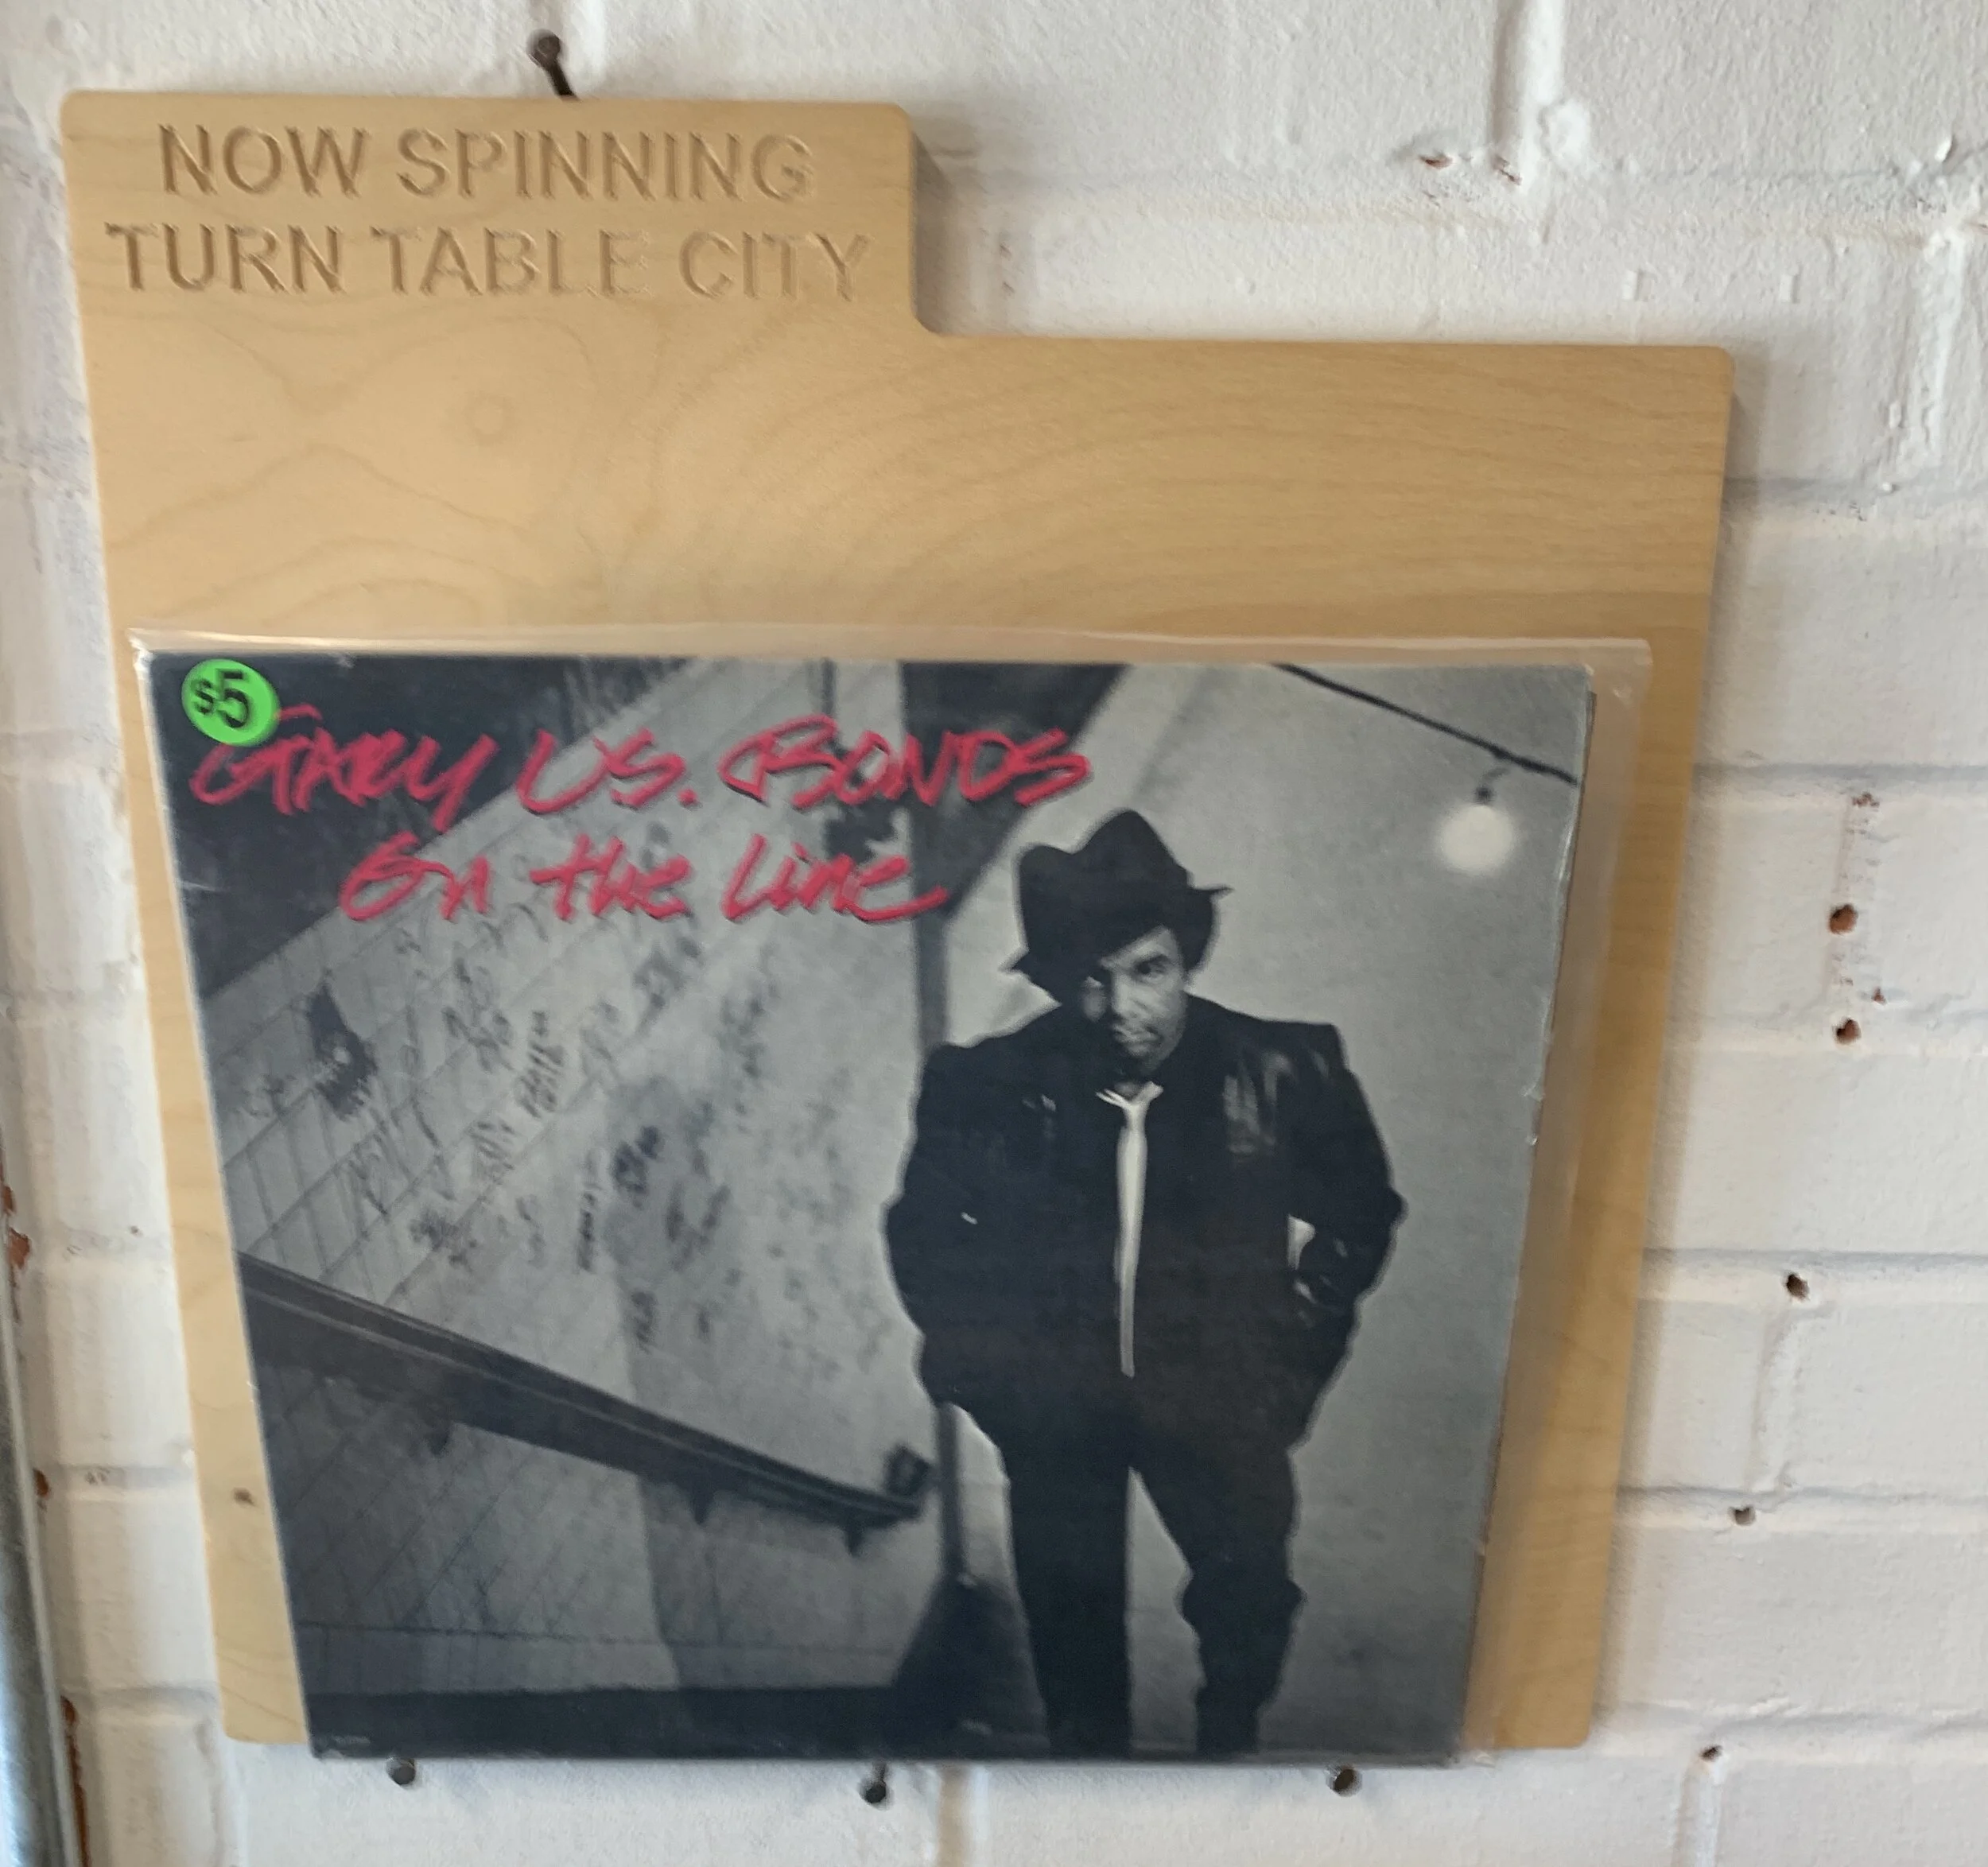 NOW SPINNING
TURN TABLE CITY
$5
GARY U.S. BONDS
On the Line